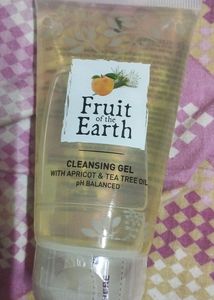 Fruit
of the
Earth
CLEANSING GEL
WITH APRICOT & TEA TREE OIL
pH BALANCED